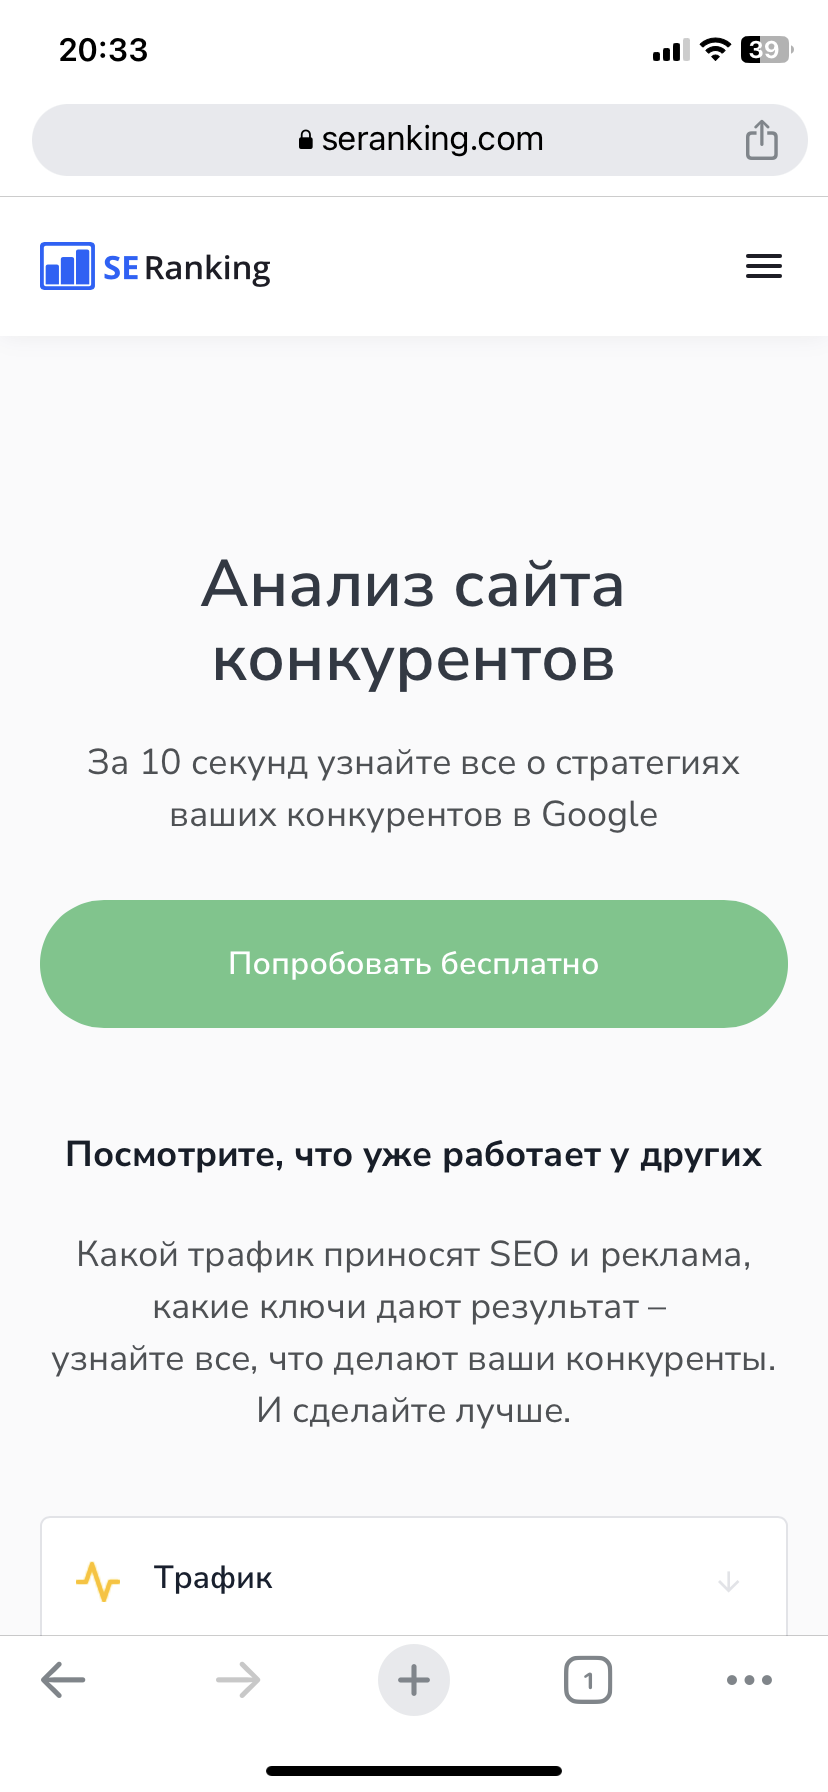 20:33
39
seranking.com
SE Ranking
Анализ сайта
конкурентов
За 10 секунд узнайте все о стратегиях
ваших конкурентов в Google
Попробовать бесплатно
Посмотрите, что уже работает у других
Какой трафик приносят SEO и реклама,
какие ключи дают результат –
узнайте все, что делают ваши конкуренты.
И сделайте лучше.
Трафик
1